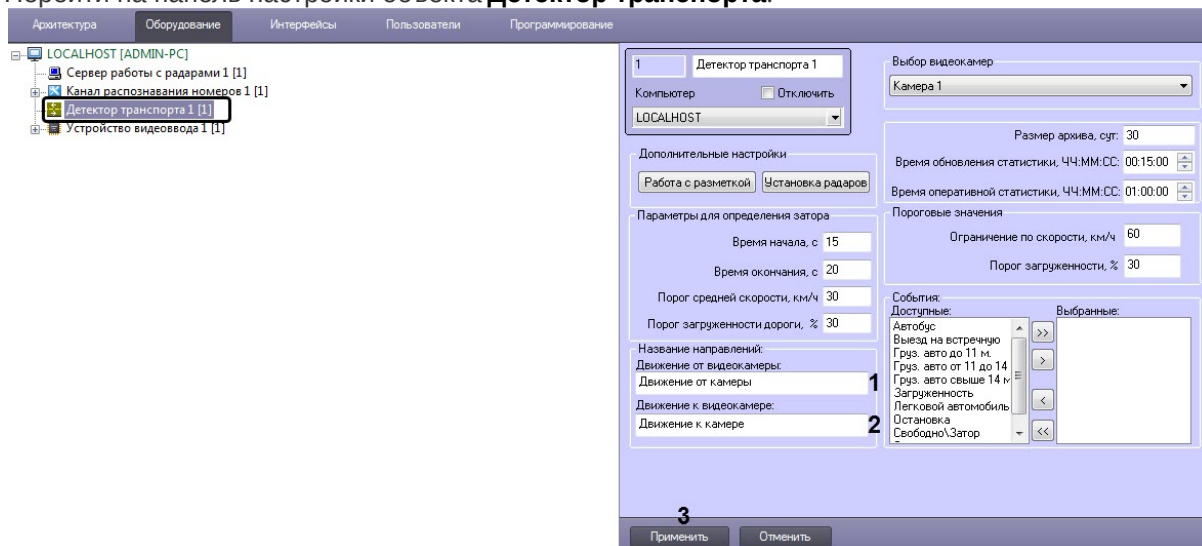 Перейти на панель настройки объекта Детектор транспорта.
Архитектура Оборудование Интерфейсы Пользователи Программирование
LOCALHOST [ADMIN-PC]
Сервер работы с радарами 1 [1]
Канал распознавания номеров 1 [1]
Детектор транспорта 1 [1]
Устройство видеоввода 1 [1]
1 Детектор транспорта 1
Компьютер Отключить
LOCALHOST
Дополнительные настройки
Работа с разметкой Установка радаров
Параметры для определения затора
Время начала, с 15
Время окончания, с 20
Порог средней скорости, км/ч 30
Порог загруженности дороги, % 30
Название направлений:
Движение от видеокамеры:
Движение от камеры 1
Движение к видеокамере:
Движение к камере 2
Выбор видеокамер
Камера 1
Размер архива, сут: 30
Время обновления статистики, ЧЧ:ММ:СС: 00:15:00
Время оперативной статистики, ЧЧ:ММ:СС: 01:00:00
Пороговые значения
Ограничение по скорости, км/ч 60
Порог загруженности, % 30
События:
Доступные: Выбранные:
Автобус
Выезд на встречную
Груз. авто до 11 м.
Груз. авто от 11 до 14
Груз. авто свыше 14 м
Загруженность
Легковой автомобиль
Остановка
Свободно\Затор
>>
>
<
<<
3
Применить Отменить